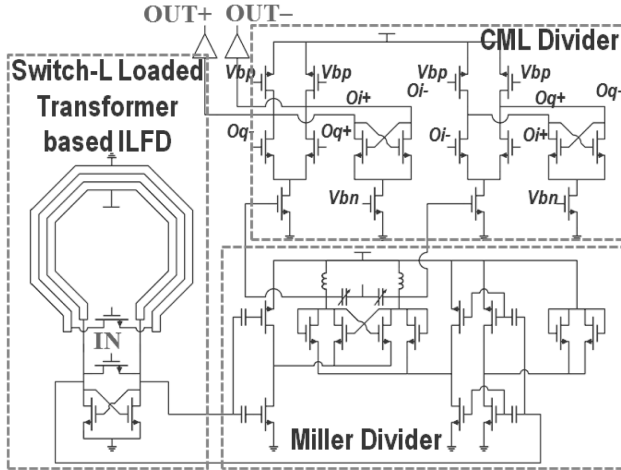 OUT+ OUT−
CML Divider
Switch-L Loaded
Transformer
based ILFD
Vbp Vbp Vbp Vbp
Oi+ Oi- Oq+ Oq-
Oq- Oq+ Oi- Oi+
Vbn Vbn
IN
Miller Divider